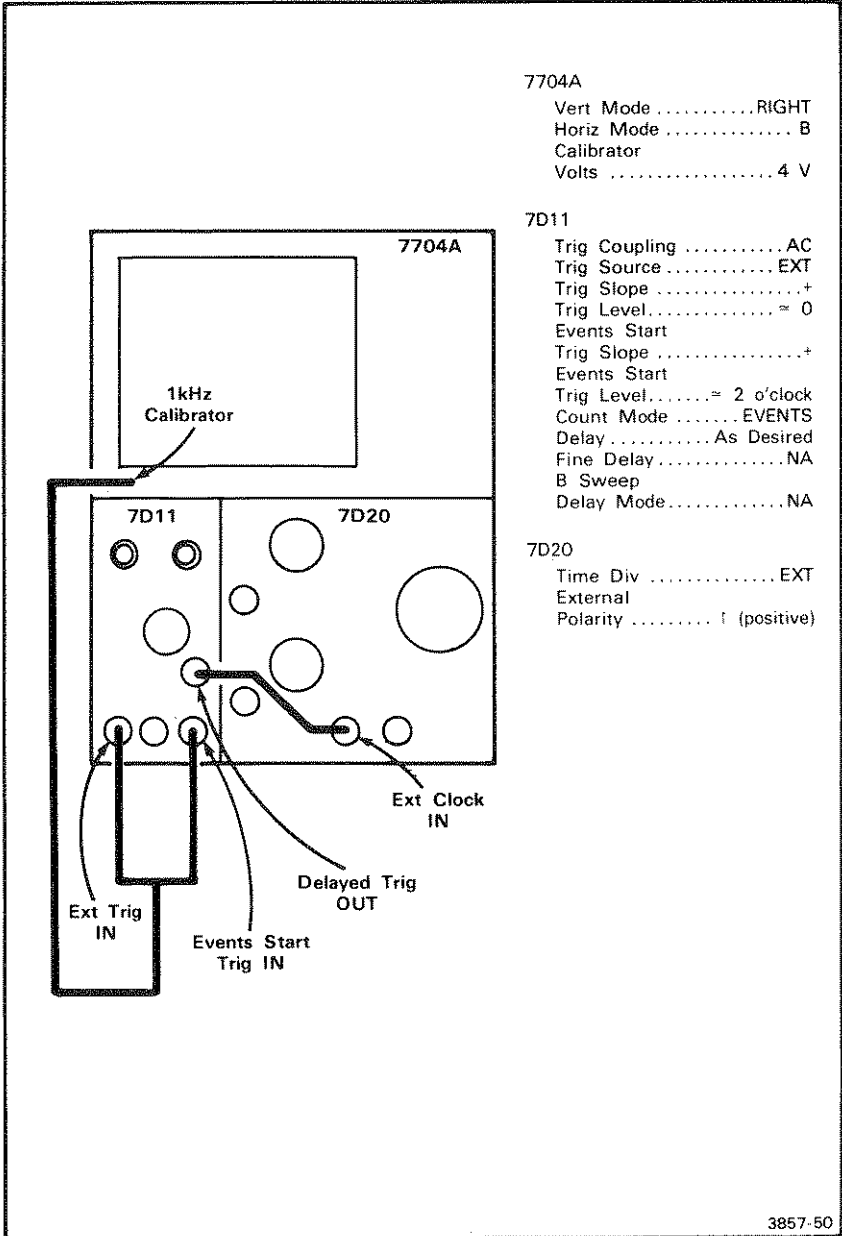 7704A
Vert Mode ...........RIGHT
Horiz Mode .............. B
Calibrator
Volts ..................4 V
7D11
Trig Coupling ...........AC
Trig Source ............EXT
Trig Slope ................+
Trig Level...............≃ 0
Events Start
Trig Slope ................+
Events Start
Trig Level.......≃ 2 o'clock
Count Mode .......EVENTS
Delay ...........As Desired
Fine Delay..............NA
B Sweep
Delay Mode.............NA
7D20
Time Div ..............EXT
External
Polarity ......... (positive)
7704A
1kHz
Calibrator
7D11
7D20
Ext Clock
IN
Delayed Trig
OUT
Ext Trig
IN
Events Start
Trig IN
3857-50